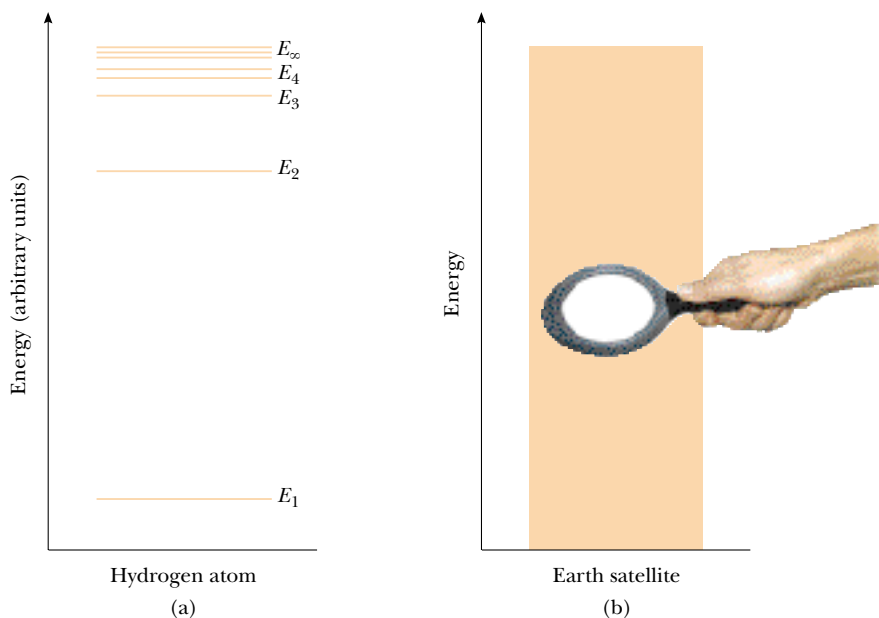 Energy (arbitrary units)
E∞
E4
E3
E2
E1
Hydrogen atom
(a)
Energy
Earth satellite
(b)